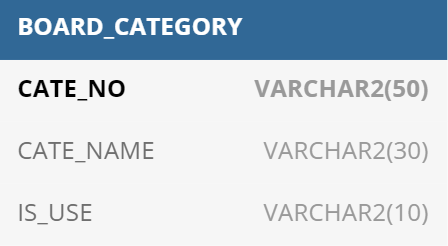 BOARD_CATEGORY
CATE_NO VARCHAR2(50)
CATE_NAME VARCHAR2(30)
IS_USE VARCHAR2(10)